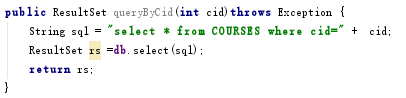 public ResultSet queryByCid(int cid)throws Exception {
String sql = "select * from COURSES where cid=" + cid;
ResultSet rs =db.select(sql);
return rs;
}